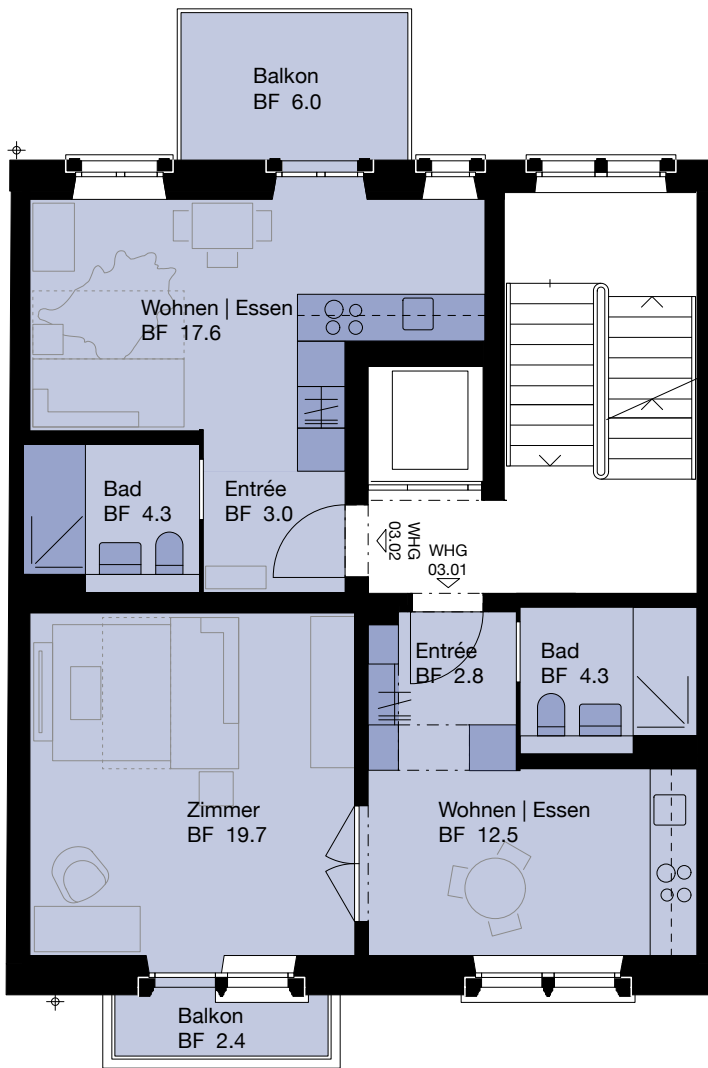 Balkon
BF 6.0
Wohnen | Essen
BF 17.6
Bad
BF 4.3
Entrée
BF 3.0
WHG
03.02
WHG
03.01
Entrée
BF 2.8
Bad
BF 4.3
Zimmer
BF 19.7
Wohnen | Essen
BF 12.5
Balkon
BF 2.4